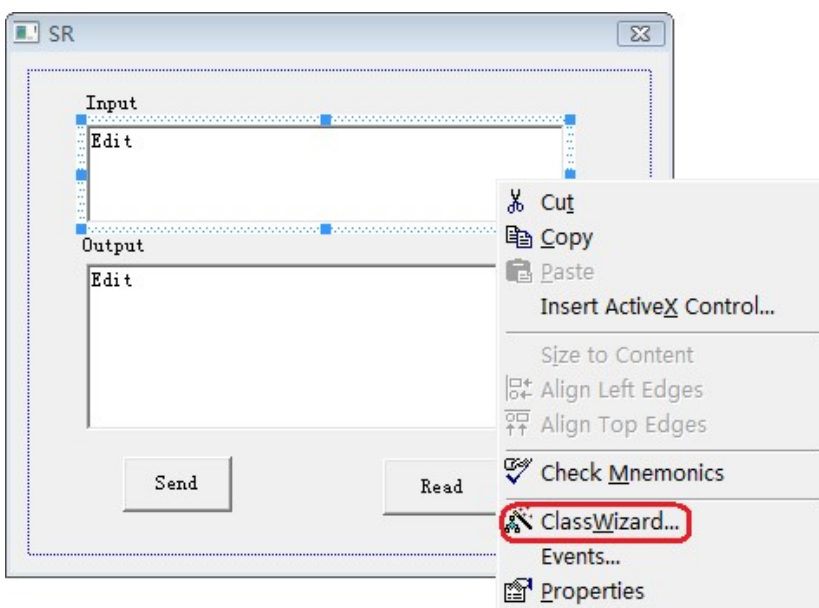 SR
Input
Edit
Output
Edit
Send
Read
Cut
Copy
Paste
Insert ActiveX Control...
Size to Content
Align Left Edges
Align Top Edges
Check Mnemonics
ClassWizard...
Events...
Properties